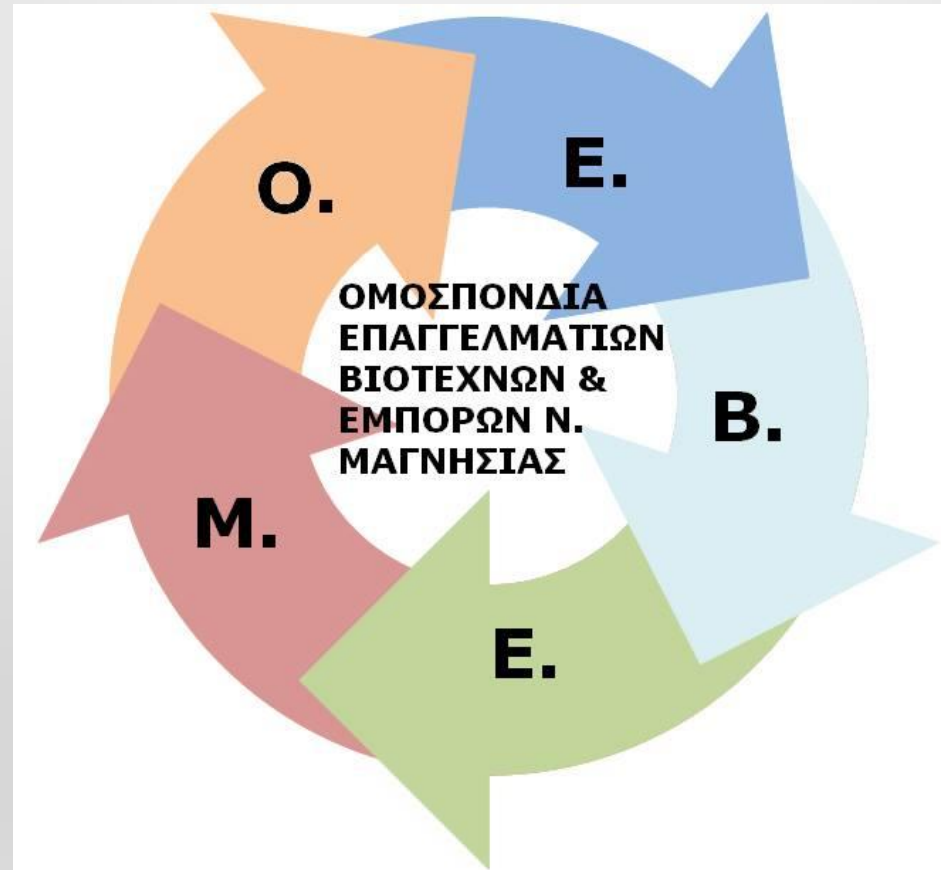 Ο.
Ε.
Β.
Ε.
Μ.
ΟΜΟΣΠΟΝΔΙΑ
ΕΠΑΓΓΕΛΜΑΤΙΩΝ
ΒΙΟΤΕΧΝΩΝ &
ΕΜΠΟΡΩΝ Ν.
ΜΑΓΝΗΣΙΑΣ